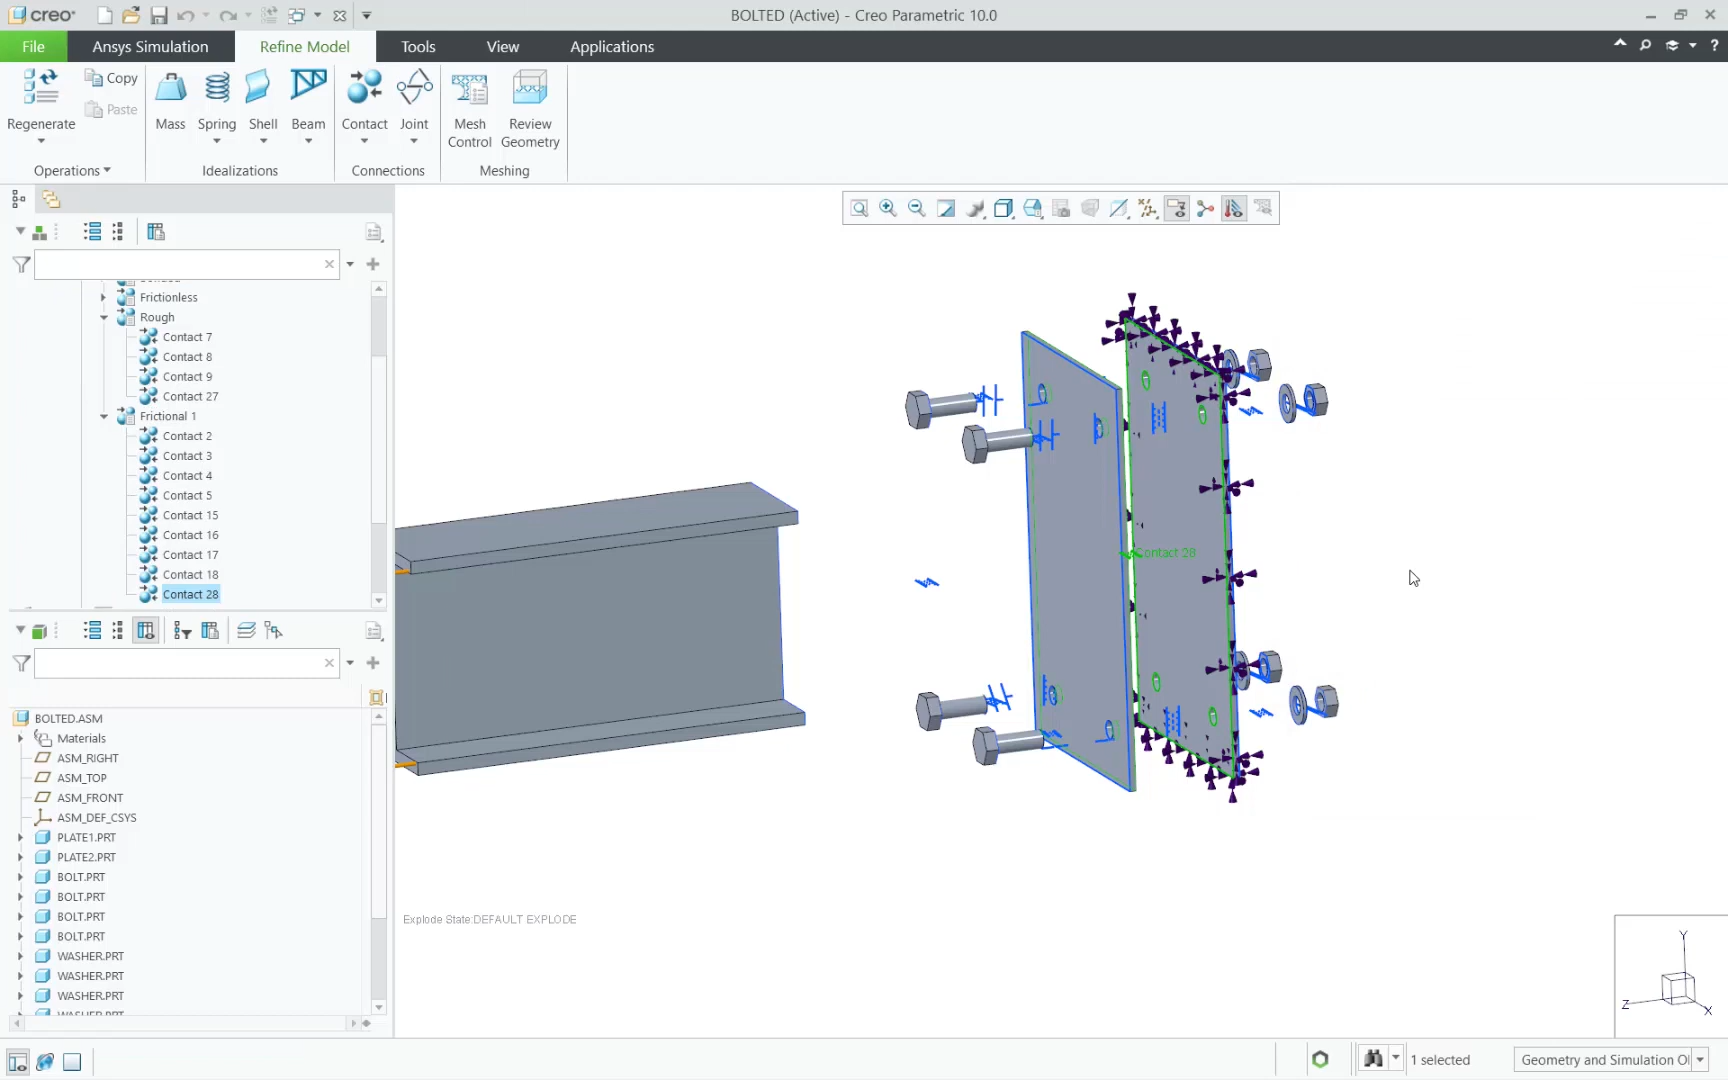 creo
BOLTED (Active) - Creo Parametric 10.0
File
Ansys Simulation
Refine Model
Tools
View
Applications
Regenerate
Copy
Paste
Mass
Spring
Shell
Beam
Contact
Joint
Mesh Control
Review Geometry
Operations
Idealizations
Connections
Meshing
Frictionless
Rough
Contact 7
Contact 8
Contact 9
Contact 27
Frictional 1
Contact 2
Contact 3
Contact 4
Contact 5
Contact 15
Contact 16
Contact 17
Contact 18
Contact 28
BOLTED.ASM
Materials
ASM_RIGHT
ASM_TOP
ASM_FRONT
ASM_DEF_CSYS
PLATE1.PRT
PLATE2.PRT
BOLT.PRT
BOLT.PRT
BOLT.PRT
BOLT.PRT
WASHER.PRT
WASHER.PRT
WASHER.PRT
WASHER.PRT
Contact 28
Explode State:DEFAULT EXPLODE
Y
Z
X
1 selected
Geometry and Simulation Ol